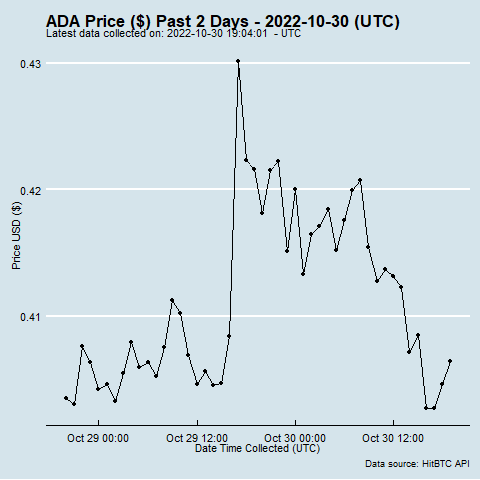 ADA Price ($) Past 2 Days - 2022-10-30 (UTC)
Latest data collected on: 2022-10-30 19:04:01  - UTC
0.43
0.42
0.41
Price USD ($)
Oct 29 00:00 Oct 29 12:00 Oct 30 00:00 Oct 30 12:00
Date Time Collected (UTC)
Data source: HitBTC API